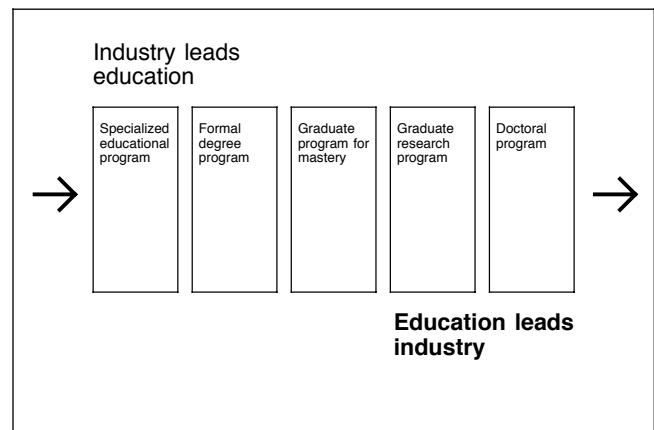 Industry leads
education
Specialized
educational
program
Formal
degree
program
Graduate
program for
mastery
Graduate
research
program
Doctoral
program
Education leads
industry